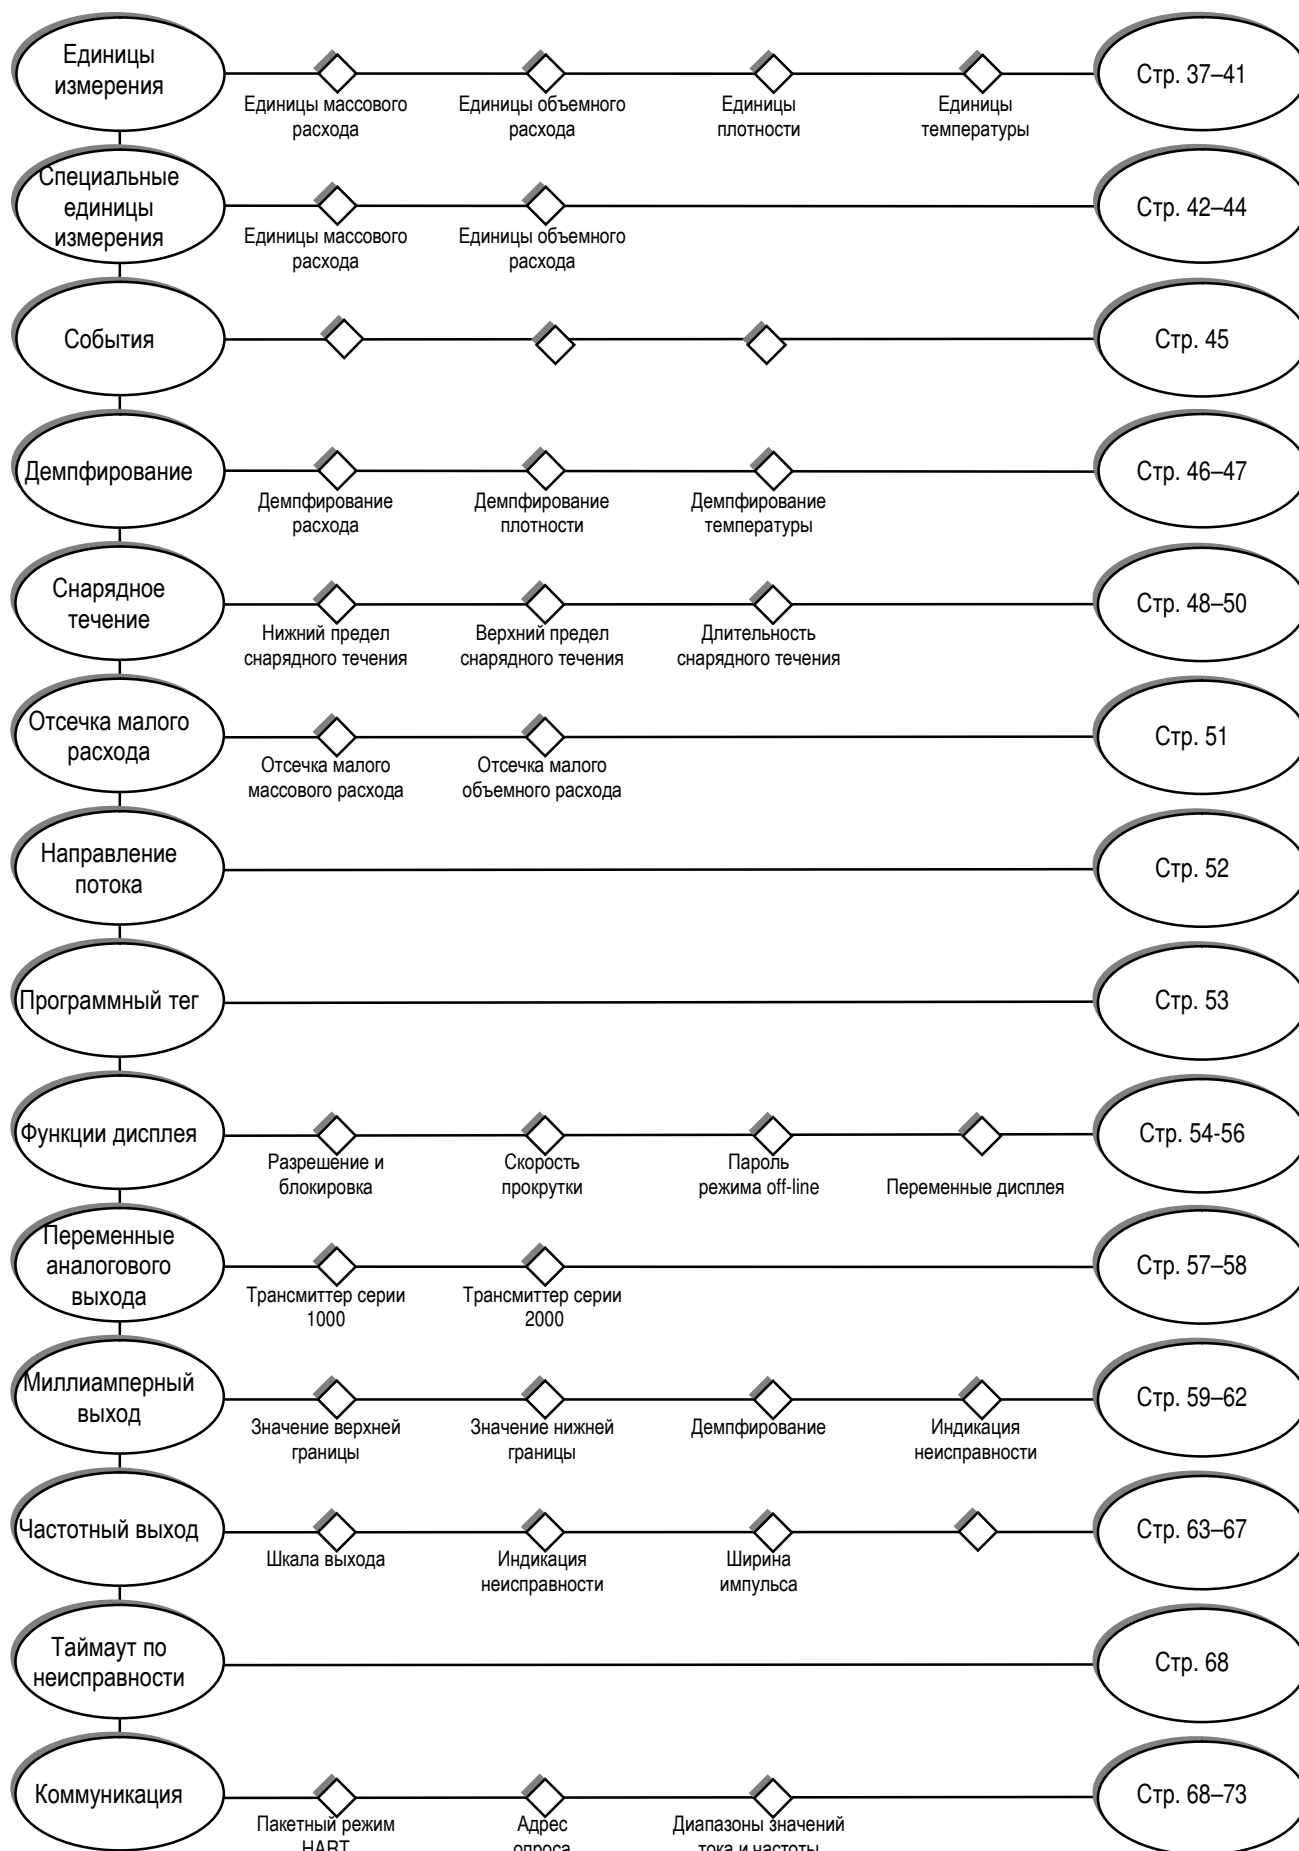 Единицы
измерения
Единицы массового
расхода
Единицы объемного
расхода
Единицы
плотности
Единицы
температуры
Стр. 37–41
Специальные
единицы
измерения
Единицы массового
расхода
Единицы объемного
расхода
Стр. 42–44
События
Стр. 45
Демпфирование
Демпфирование
расхода
Демпфирование
плотности
Демпфирование
температуры
Стр. 46–47
Снарядное
течение
Нижний предел
снарядного течения
Верхний предел
снарядного течения
Длительность
снарядного течения
Стр. 48–50
Отсечка малого
расхода
Отсечка малого
массового расхода
Отсечка малого
объемного расхода
Стр. 51
Направление
потока
Стр. 52
Программный тег
Стр. 53
Функции дисплея
Разрешение и
блокировка
Скорость
прокрутки
Пароль
режима off-line
Переменные дисплея
Стр. 54-56
Переменные
аналогового
выхода
Трансмиттер серии
1000
Трансмиттер серии
2000
Стр. 57–58
Миллиамперный
выход
Значение верхней
границы
Значение нижней
границы
Демпфирование
Индикация
неисправности
Стр. 59–62
Частотный выход
Шкала выхода
Индикация
неисправности
Ширина
импульса
Стр. 63–67
Таймаут по
неисправности
Стр. 68
Коммуникация
Пакетный режим
HART
Адрес
опроса
Диапазоны значений
тока и частоты
Стр. 68–73